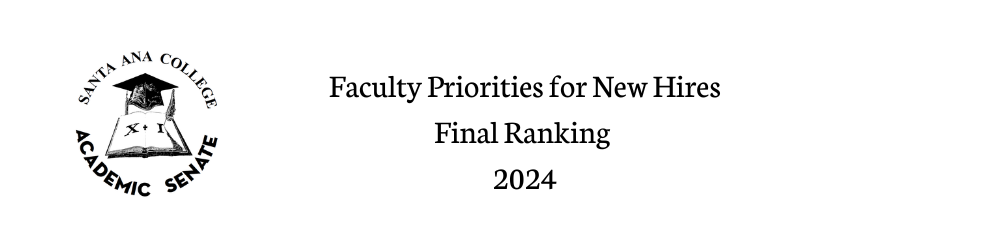 SANTA ANA COLLEGE
X + I
ACADEMIC SENATE
Faculty Priorities for New Hires
Final Ranking
2024